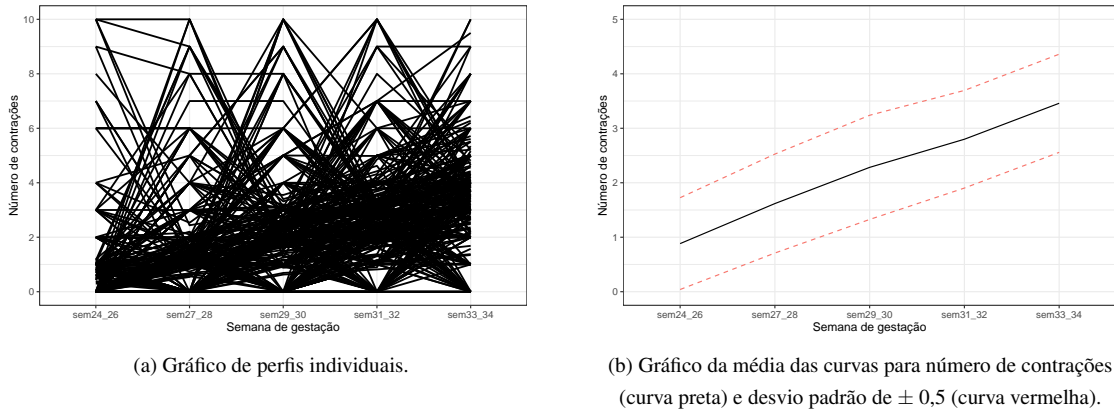 10
8
6
4
2
0
Número de contrações
sem24_26 sem27_28 sem29_30 sem31_32 sem33_34
Semana de gestação
(a) Gráfico de perfis individuais.
5
4
3
2
1
0
Número de contrações
sem24_26 sem27_28 sem29_30 sem31_32 sem33_34
Semana de gestação
(b) Gráfico da média das curvas para número de contrações
(curva preta) e desvio padrão de ± 0,5 (curva vermelha).